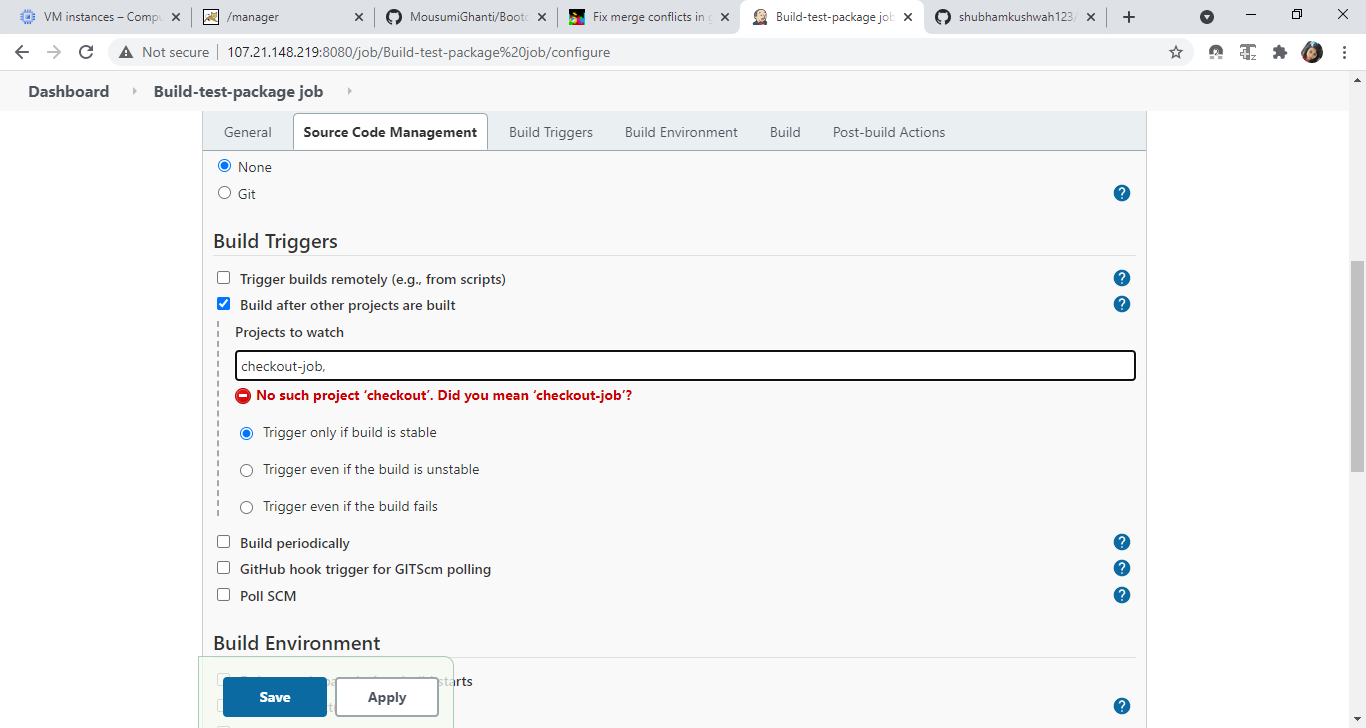 VM instances – Compu
/manager
MousumiGhanti/Bootc
Fix merge conflicts in g
Build-test-package job
shubhamkushwah123/
Not secure
107.21.148.219:8080/job/Build-test-package%20job/configure
Dashboard
Build-test-package job
General
Source Code Management
Build Triggers
Build Environment
Build
Post-build Actions
None
Git
Build Triggers
Trigger builds remotely (e.g., from scripts)
Build after other projects are built
Projects to watch
checkout-job,
No such project ‘checkout’. Did you mean ‘checkout-job’?
Trigger only if build is stable
Trigger even if the build is unstable
Trigger even if the build fails
Build periodically
GitHub hook trigger for GITScm polling
Poll SCM
Build Environment
starts
Save
Apply